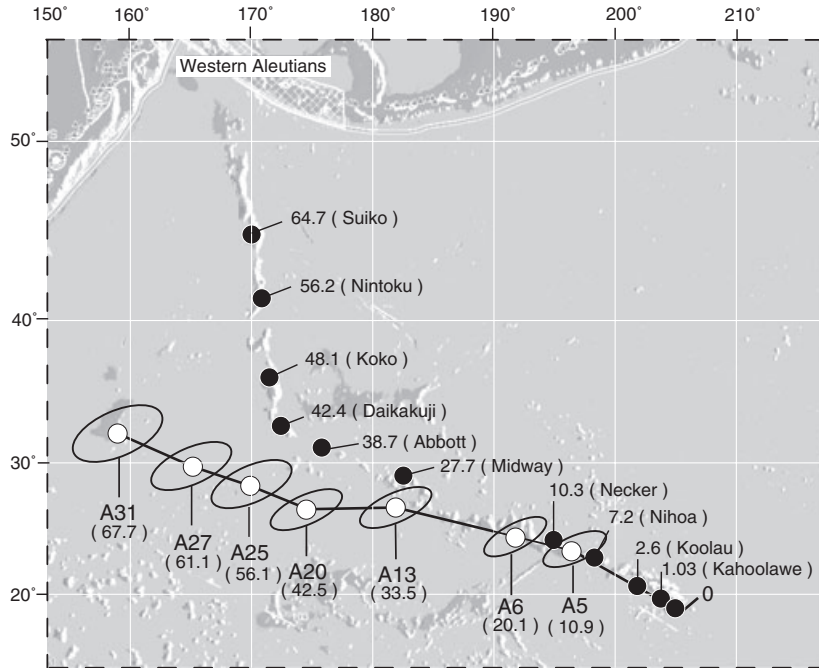 150˚ 160˚ 170˚ 180˚ 190˚ 200˚ 210˚
Western Aleutians
50˚
64.7 ( Suiko )
56.2 ( Nintoku )
40˚
48.1 ( Koko )
42.4 ( Daikakuji )
38.7 ( Abbott )
30˚
27.7 ( Midway )
10.3 ( Necker )
7.2 ( Nihoa )
2.6 ( Koolau )
1.03 ( Kahoolawe )
0
A31
( 67.7 )
A27
( 61.1 )
A25
( 56.1 )
A20
( 42.5 )
A13
( 33.5 )
A6
( 20.1 )
A5
( 10.9 )
20˚